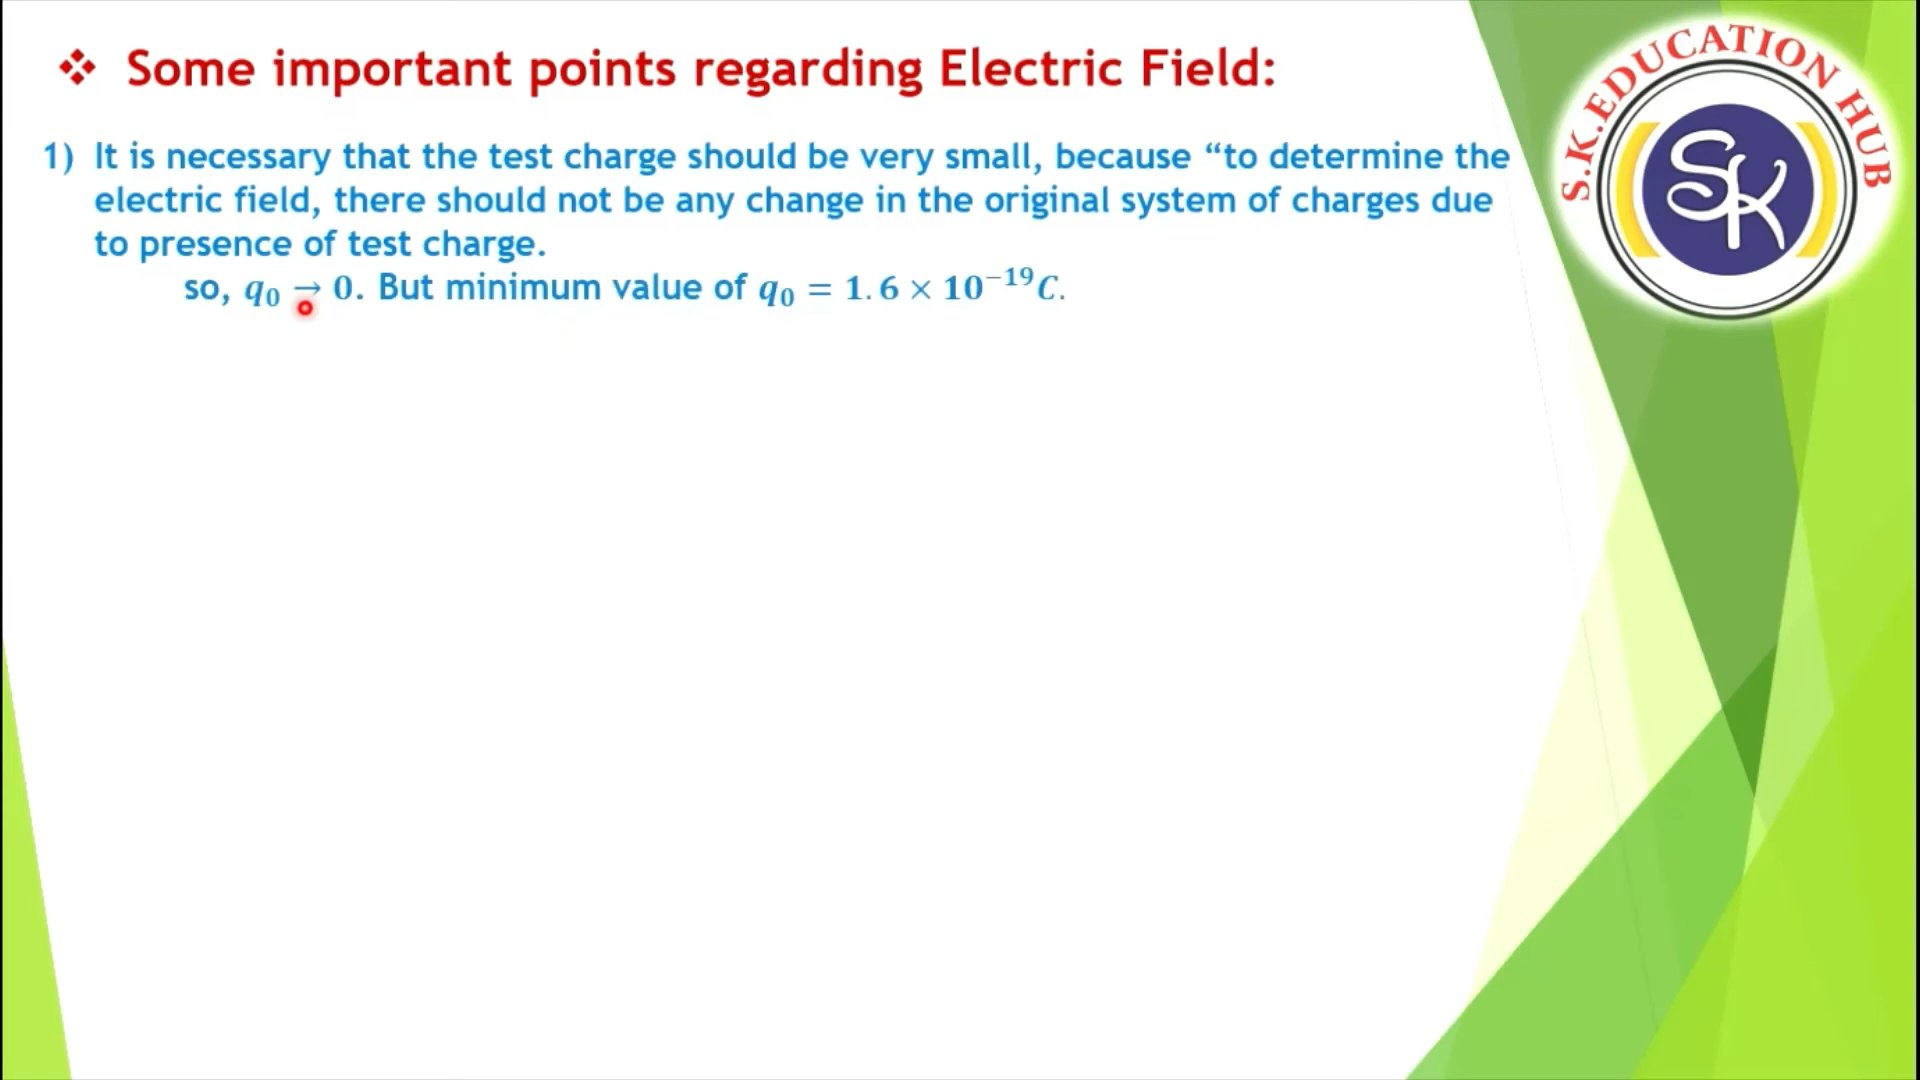 ❖ Some important points regarding Electric Field:
1) It is necessary that the test charge should be very small, because “to determine the
electric field, there should not be any change in the original system of charges due
to presence of test charge.
so, q₀ → 0. But minimum value of q₀ = 1.6 × 10⁻¹⁹C.
S.K.EDUCATION HUB
SK